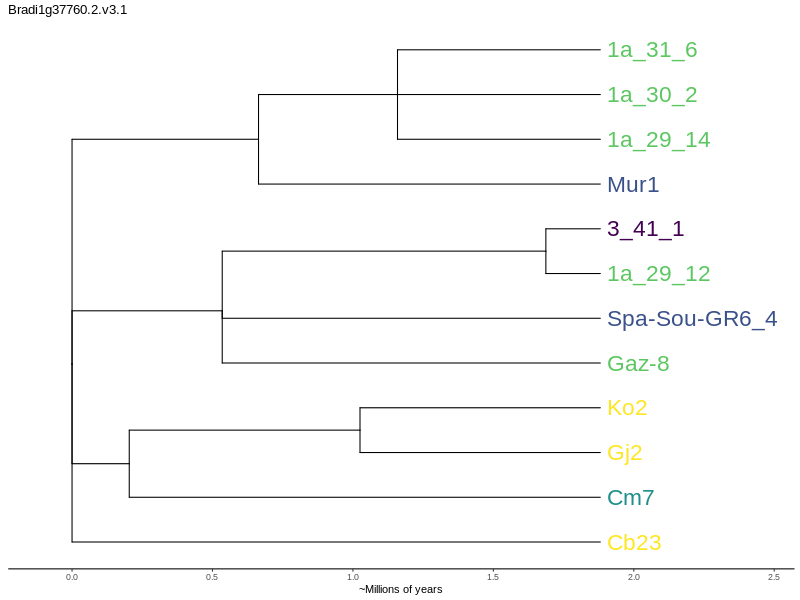 Bradi1g37760.2.v3.1
1a_31_6
1a_30_2
1a_29_14
Mur1
3_41_1
1a_29_12
Spa-Sou-GR6_4
Gaz-8
Ko2
Gj2
Cm7
Cb23
0.0 0.5 1.0 1.5 2.0 2.5
~Millions of years